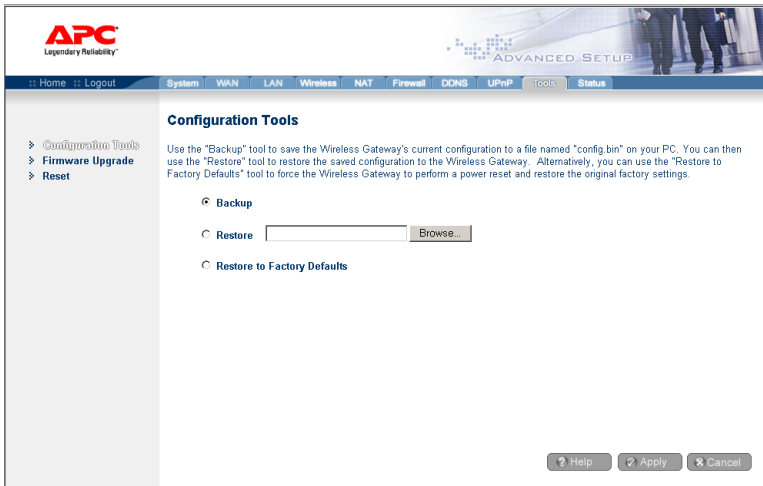 APC
Legendary Reliability™
ADVANCED SETUP
:: Home :: Logout
System WAN LAN Wireless NAT Firewall DDNS UPnP Tools Status
Configuration Tools
Firmware Upgrade
Reset
Configuration Tools
Use the "Backup" tool to save the Wireless Gateway's current configuration to a file named "config.bin" on your PC. You can then
use the "Restore" tool to restore the saved configuration to the Wireless Gateway. Alternatively, you can use the "Restore to
Factory Defaults" tool to force the Wireless Gateway to perform a power reset and restore the original factory settings.
Backup
Restore Browse...
Restore to Factory Defaults
? Help Apply Cancel